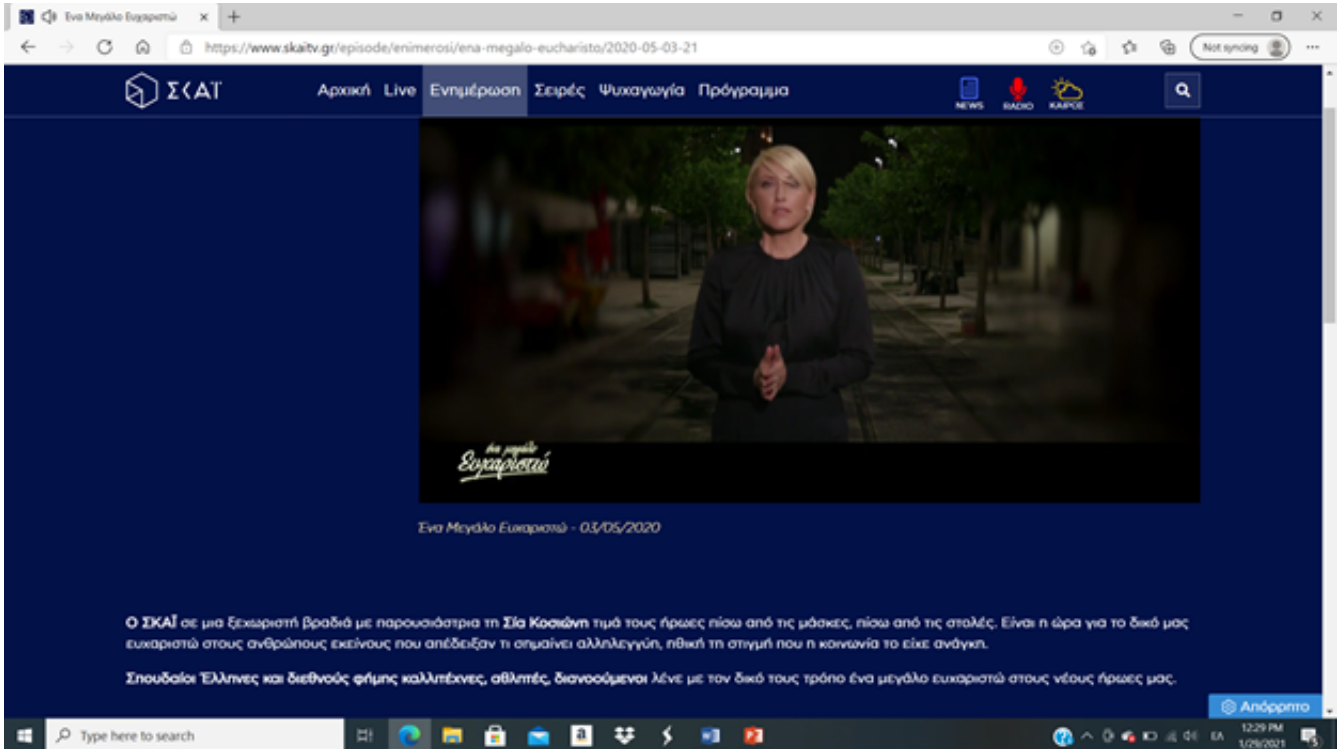 Ένα Μεγάλο Ευχαριστώ
https://www.skaitv.gr/episode/enimerosi/ena-megalo-eucharisto/2020-05-03-21
Not syncing
ΣΚΑΪ Αρχική Live Ενημέρωση Σειρές Ψυχαγωγία Πρόγραμμα NEWS RADIO ΚΑΙΡΟΣ
ένα μεγάλο
Ευχαριστώ
Ένα Μεγάλο Ευχαριστώ - 03/05/2020
Ο ΣΚΑΪ σε μια ξεχωριστή βραδιά με παρουσιάστρια τη Σία Κοσιώνη τιμά τους ήρωες πίσω από τις μάσκες, πίσω από τις στολές. Είναι η ώρα για το δικό μας
ευχαριστώ στους ανθρώπους εκείνους που απέδειξαν τι σημαίνει αλληλεγγύη, ηθική τη στιγμή που η κοινωνία το είχε ανάγκη.
Σπουδαίοι Έλληνες και διεθνούς φήμης καλλιτέχνες, αθλητές, διανοούμενοι λένε με τον δικό τους τρόπο ένα μεγάλο ευχαριστώ στους νέους ήρωες μας.
Απόρρητο
Type here to search
ΕΛ
12:29 PM
1/29/2021